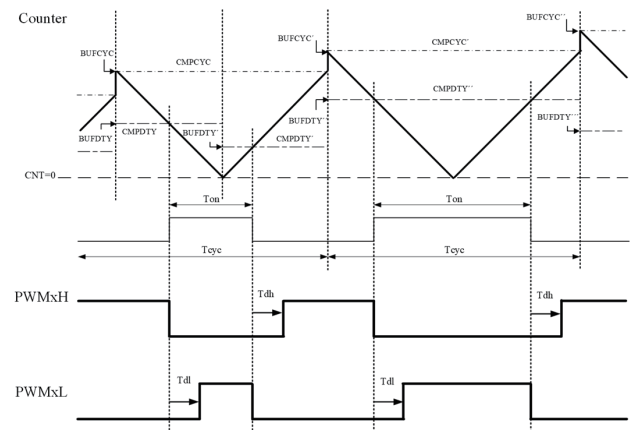 Counter
BUFCYC
CMPCYC
BUFCYC´
CMPCYC´
BUFCYC´´
BUFDTY
CMPDTY
BUFDTY´
CMPDTY´
BUFDTY´´
CMPDTY´´
BUFDTY´´´
CNT=0
Ton
Ton
Tcyc
Tcyc
PWMxH
Tdh
Tdh
PWMxL
Tdl
Tdl